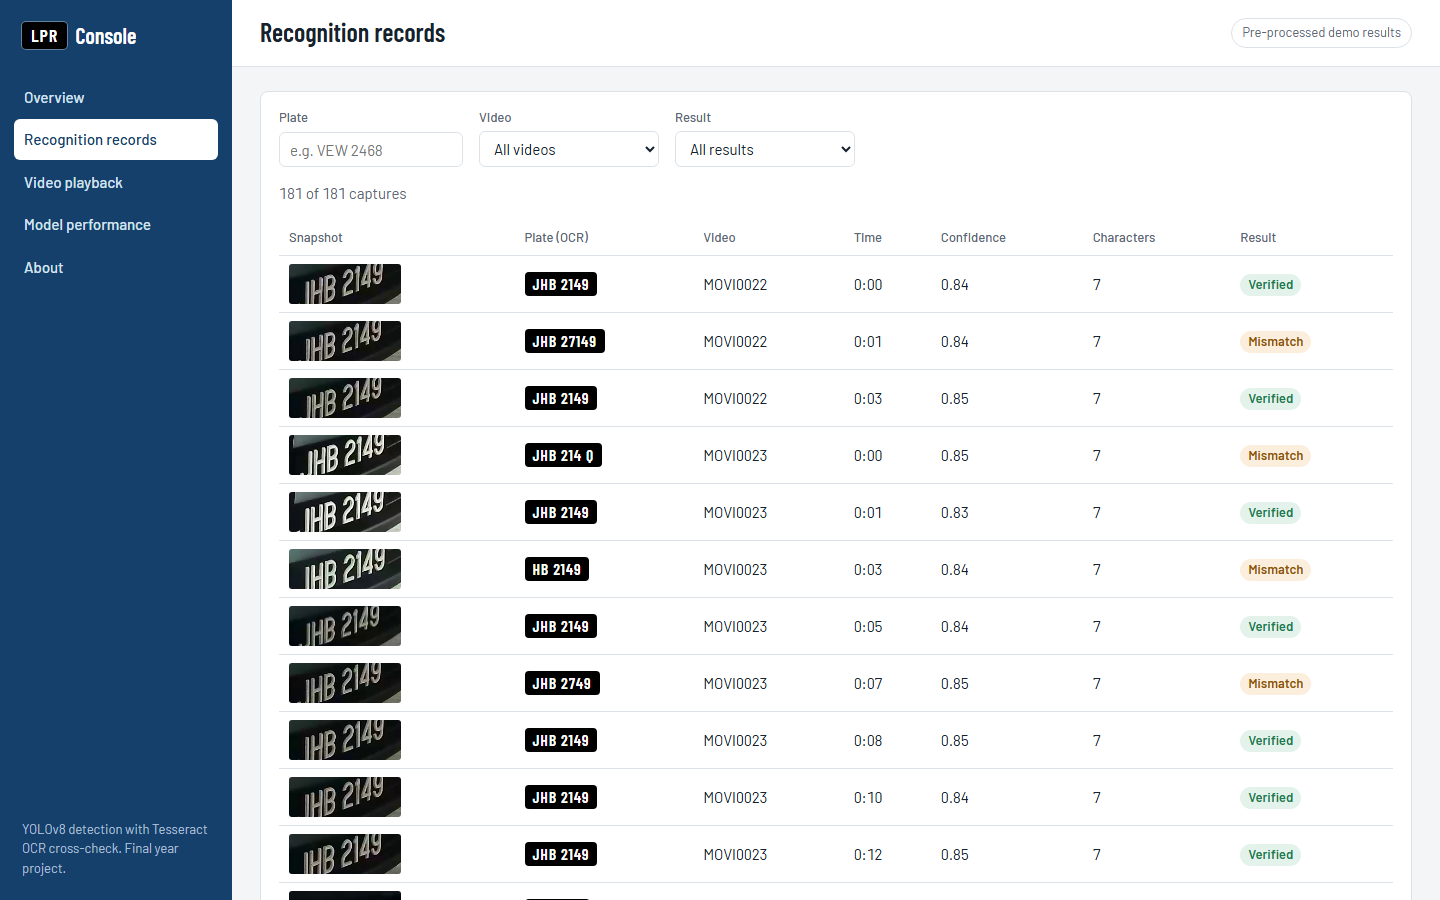 LPR Console
Overview
Recognition records
Video playback
Model performance
About
YOLOv8 detection with Tesseract
OCR cross-check. Final year
project.
Recognition records
Pre-processed demo results
Plate Video Result
e.g. VEW 2468 All videos All results
181 of 181 captures
Snapshot Plate (OCR) Video Time Confidence Characters Result
JHB 2149 JHB 2149 MOVI0022 0:00 0.84 7 Verified
JHB 2149 JHB 27149 MOVI0022 0:01 0.84 7 Mismatch
JHB 2149 JHB 2149 MOVI0022 0:03 0.85 7 Verified
JHB 2149 JHB 214 Q MOVI0023 0:00 0.85 7 Mismatch
JHB 2149 JHB 2149 MOVI0023 0:01 0.83 7 Verified
JHB 2149 HB 2149 MOVI0023 0:03 0.84 7 Mismatch
JHB 2149 JHB 2149 MOVI0023 0:05 0.84 7 Verified
JHB 2149 JHB 2749 MOVI0023 0:07 0.85 7 Mismatch
JHB 2149 JHB 2149 MOVI0023 0:08 0.85 7 Verified
JHB 2149 JHB 2149 MOVI0023 0:10 0.84 7 Verified
JHB 2149 JHB 2149 MOVI0023 0:12 0.85 7 Verified